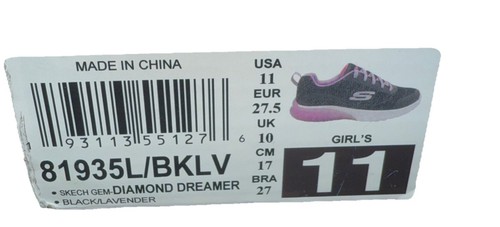 MADE IN CHINA
93113 55127 6
81935L/BKLV
• SKECH GEM-DIAMOND DREAMER
• BLACK/LAVENDER
USA
11
EUR
27.5
UK
10
CM
17
BRA
27
S
GIRL'S
11